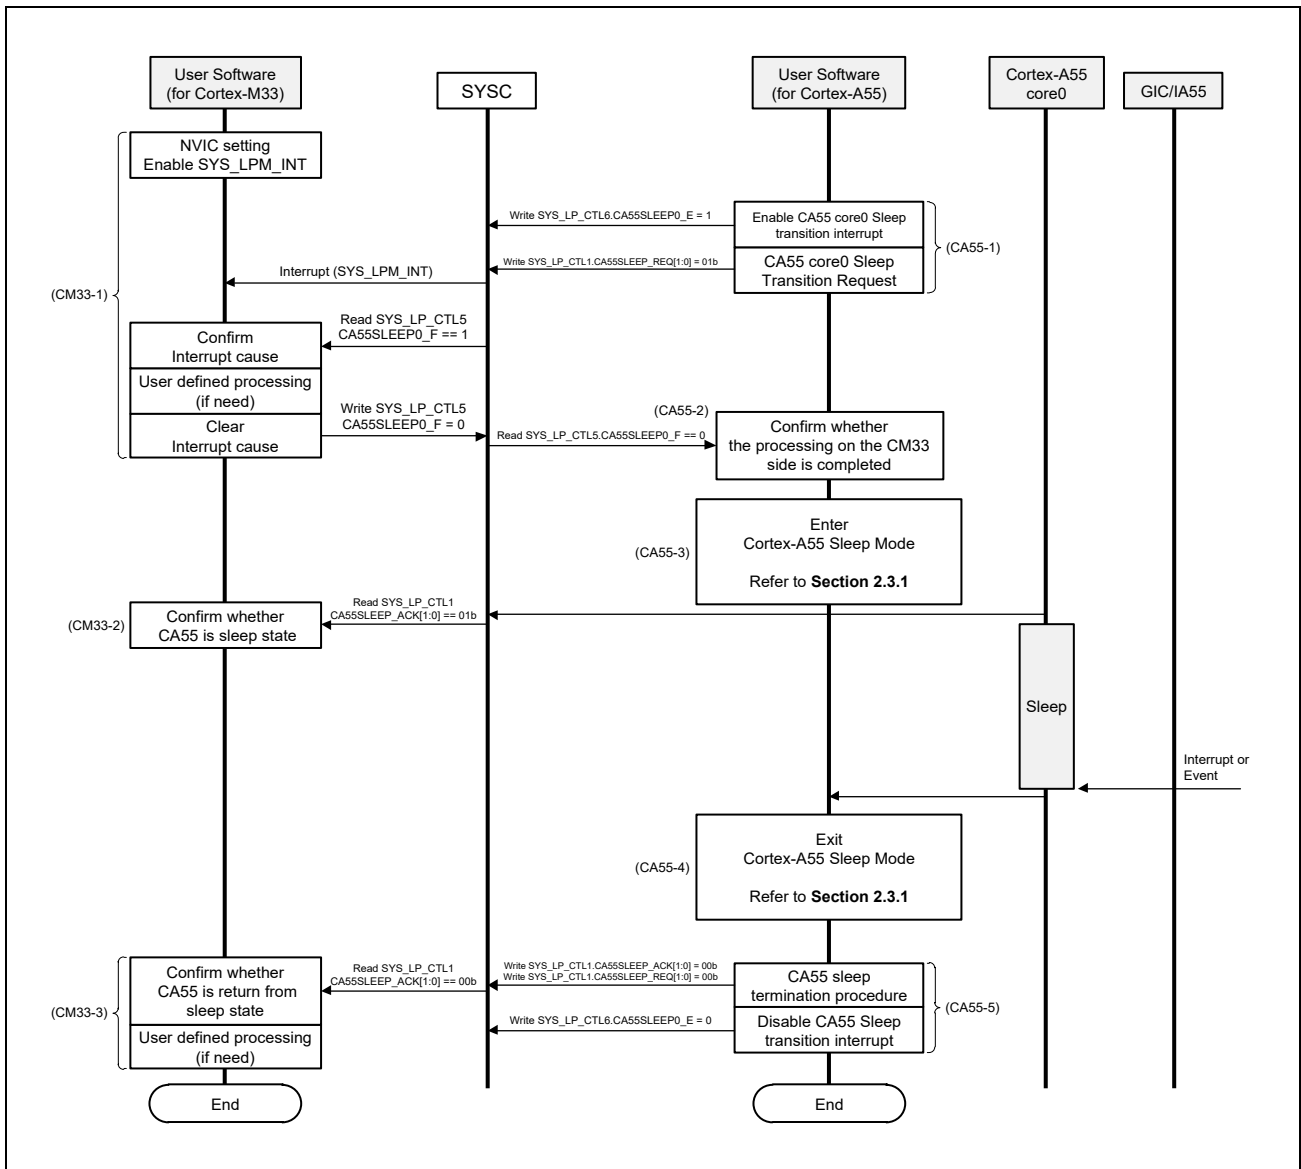 User Software
(for Cortex-M33)
SYSC
User Software
(for Cortex-A55)
Cortex-A55
core0
GIC/IA55
NVIC setting
Enable SYS_LPM_INT
Write SYS_LP_CTL6.CA55SLEEP0_E = 1
Enable CA55 core0 Sleep
transition interrupt
(CA55-1)
Write SYS_LP_CTL1.CA55SLEEP_REQ[1:0] = 01b
CA55 core0 Sleep
Transition Request
Interrupt (SYS_LPM_INT)
(CM33-1)
Read SYS_LP_CTL5
CA55SLEEP0_F == 1
Confirm
Interrupt cause
User defined processing
(if need)
Write SYS_LP_CTL5
CA55SLEEP0_F = 0
Clear
Interrupt cause
Read SYS_LP_CTL5.CA55SLEEP0_F == 0
(CA55-2)
Confirm whether
the processing on the CM33
side is completed
(CA55-3)
Enter
Cortex-A55 Sleep Mode
Refer to Section 2.3.1
(CM33-2)
Confirm whether
CA55 is sleep state
Read SYS_LP_CTL1
CA55SLEEP_ACK[1:0] == 01b
Sleep
Interrupt or
Event
(CA55-4)
Exit
Cortex-A55 Sleep Mode
Refer to Section 2.3.1
(CM33-3)
Confirm whether
CA55 is return from
sleep state
User defined processing
(if need)
Read SYS_LP_CTL1
CA55SLEEP_ACK[1:0] == 00b
Write SYS_LP_CTL1.CA55SLEEP_ACK[1:0] = 00b
Write SYS_LP_CTL1.CA55SLEEP_REQ[1:0] = 00b
CA55 sleep
termination procedure
(CA55-5)
Write SYS_LP_CTL6.CA55SLEEP0_E = 0
Disable CA55 Sleep
transition interrupt
End
End